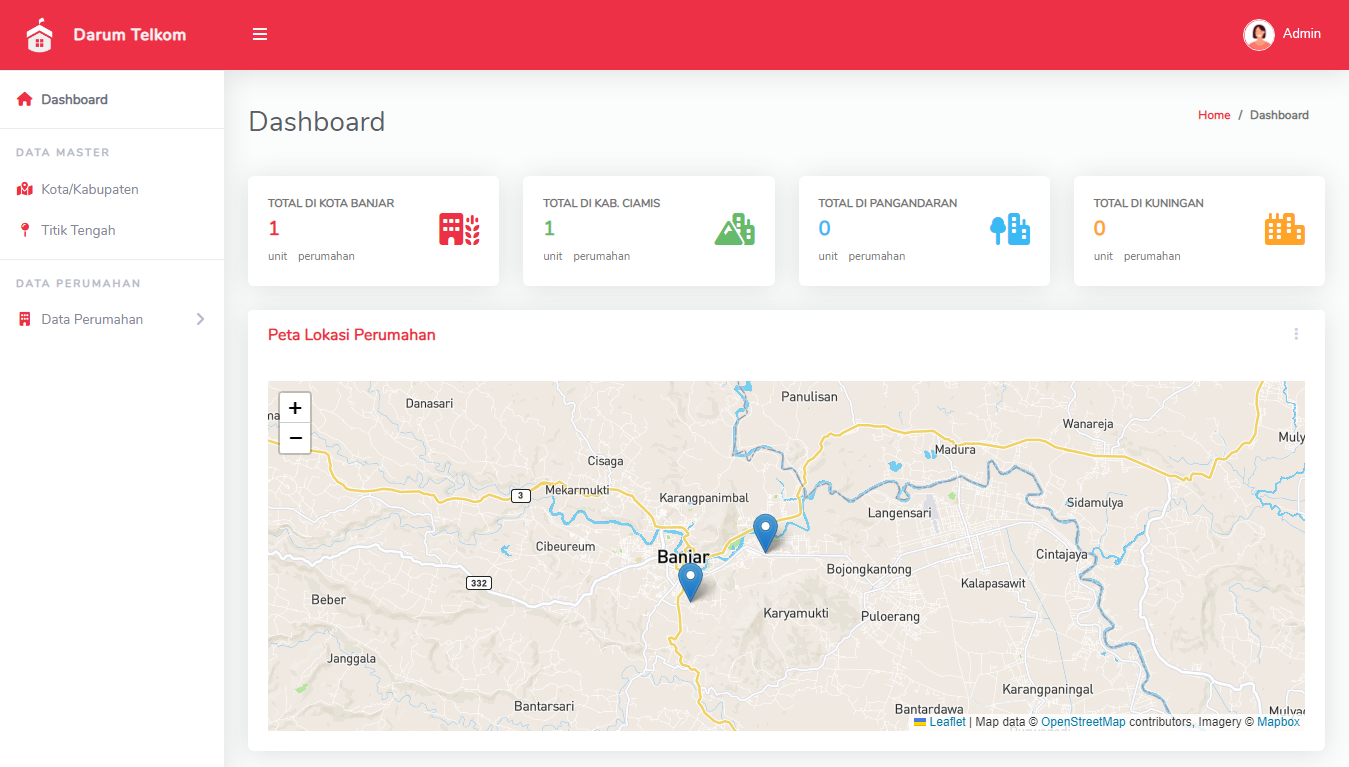 Darum Telkom
Admin
Dashboard
DATA MASTER
Kota/Kabupaten
Titik Tengah
DATA PERUMAHAN
Data Perumahan
Dashboard
Home / Dashboard
TOTAL DI KOTA BANJAR
1
unit perumahan
TOTAL DI KAB. CIAMIS
1
unit perumahan
TOTAL DI PANGANDARAN
0
unit perumahan
TOTAL DI KUNINGAN
0
unit perumahan
Peta Lokasi Perumahan
+
−
Danasari
Panulisan
Wanareja
Muly
Madura
Cisaga
Mekarmukti
3
Karangpanimbal
Sidamulya
Langensari
Cibeureum
Banjar
Cintajaya
Bojongkantong
332
Kalapasawit
Beber
Karyamukti
Puloerang
Janggala
Karangpaningal
Bantarsari
Bantardawa
Leaflet | Map data © OpenStreetMap contributors, Imagery © Mapbox